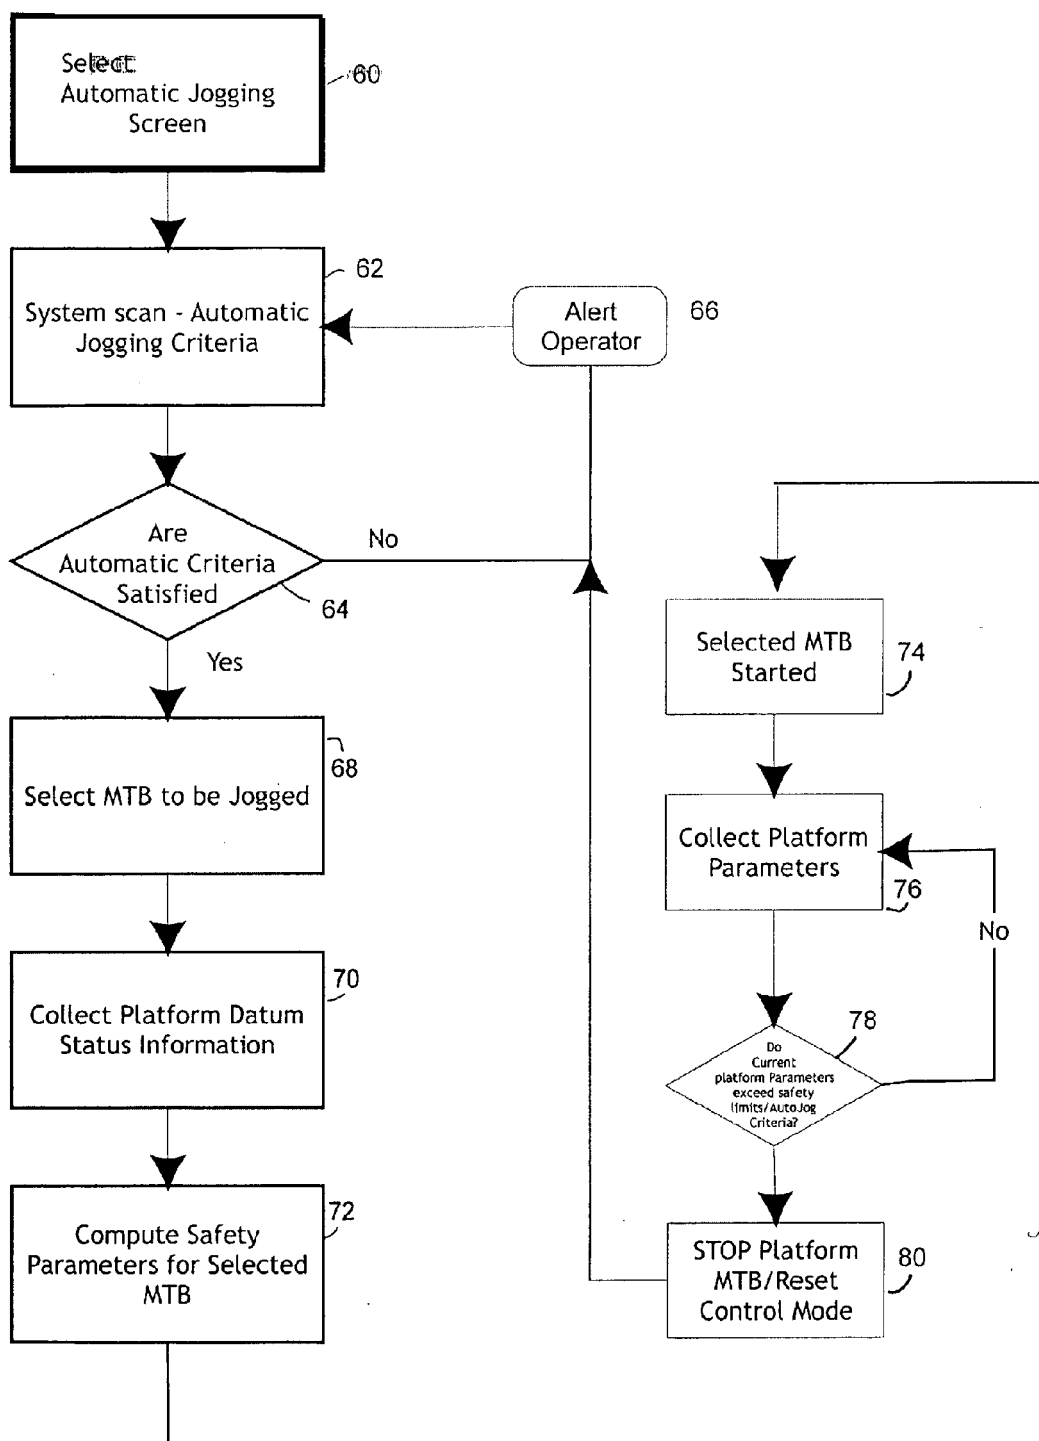 Select
Automatic Jogging
Screen
60
System scan - Automatic
Jogging Criteria
62
Alert
Operator
66
Are
Automatic Criteria
Satisfied
64
No
Yes
Select MTB to be Jogged
68
Collect Platform Datum
Status Information
70
Compute Safety
Parameters for Selected
MTB
72
Selected MTB
Started
74
Collect Platform
Parameters
76
No
Do
Current
platform Parameters
exceed safety
limits/AutoJog
Criteria?
78
STOP Platform
MTB/Reset
Control Mode
80